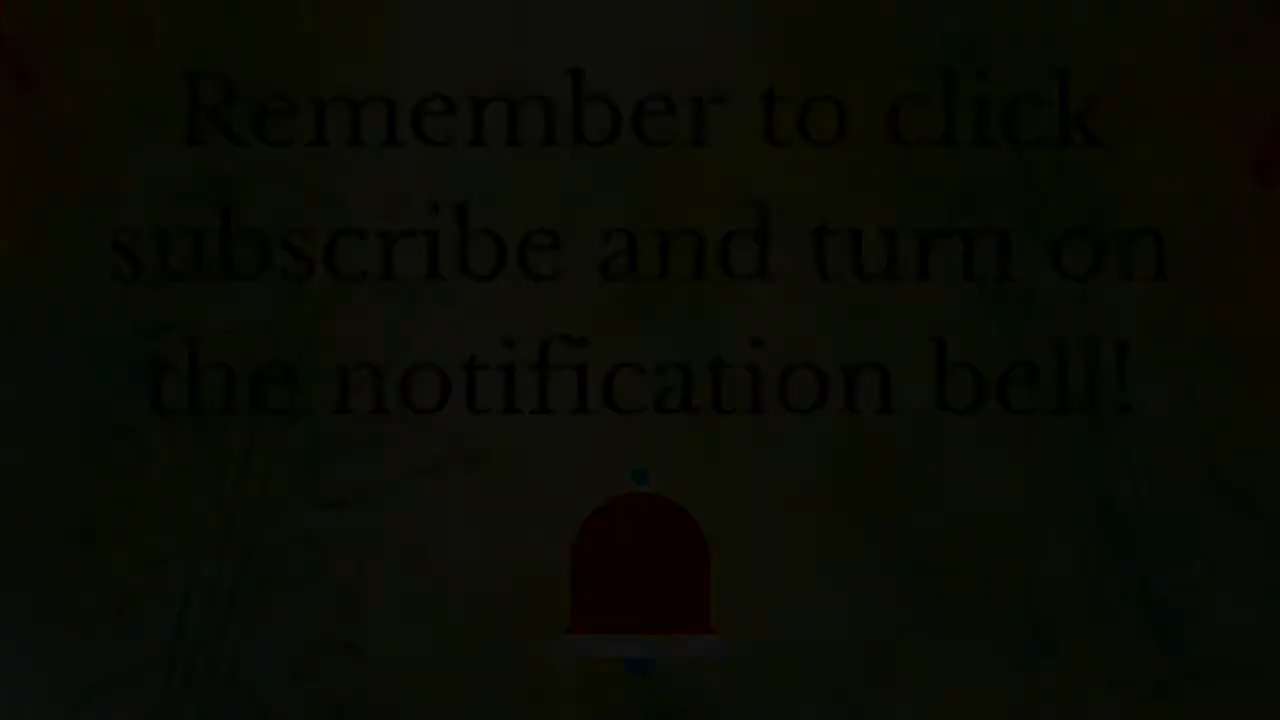 Remember to click
subscribe and turn on
the notification bell!